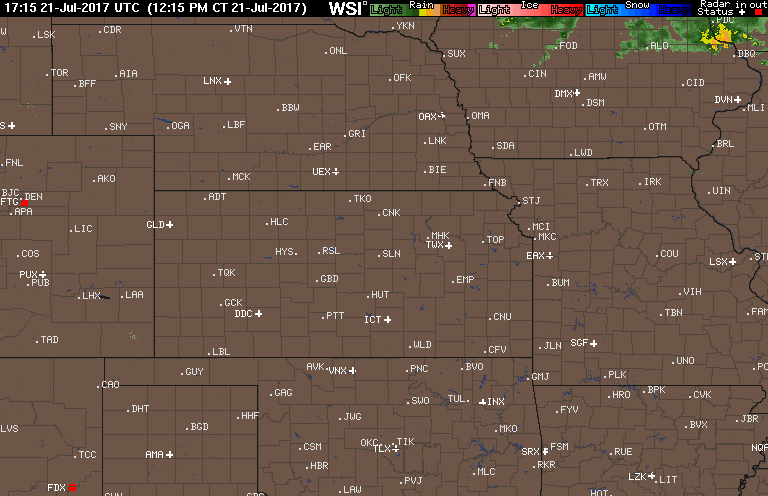 17:15 21-Jul-2017 UTC (12:15 PM CT 21-Jul-2017) WSI Light Rain Heavy Light Ice Heavy Light Snow Heavy Radar in out
Status
LSK CDR VTN YKN PDC
ONL SUX FOD ALO DBQ
TOR AIA BFF LNX OFK CIN AMW CID
DMX DSM DVN MLI
BBW OAX OMA
SNY OGA LBF GRI OTM
EAR LNK SDA LWD BRL
FNL AKO MCK UEX BIE FNB TRX IRK UIN
BJC DEN FTG APA ADT TKO STJ
CNK
LIC GLD HLC MCI MKC
MHK TWX TOP
COS HYS RSL SLN EAX COU LSX
PUX PUB TQK GBD EMP BUM
LHX LAA GCK HUT VIH
DDC PTT ICT CNU TBN FAM
TAD LBL WLD CFV JLN SGF
UNO
GUY AVK VNX PNC BVO GMJ PLK
CAO GAG SWO TUL INX HRO BPK CVK
DHT HHF JWG FYV JBR
LVS BGD OKC TIK MKO BVX
TCC AMA CSM TLX SRX FSM RUE NQA
HBR RKR
FDX LAW PVJ MLC LZK LIT
HOT